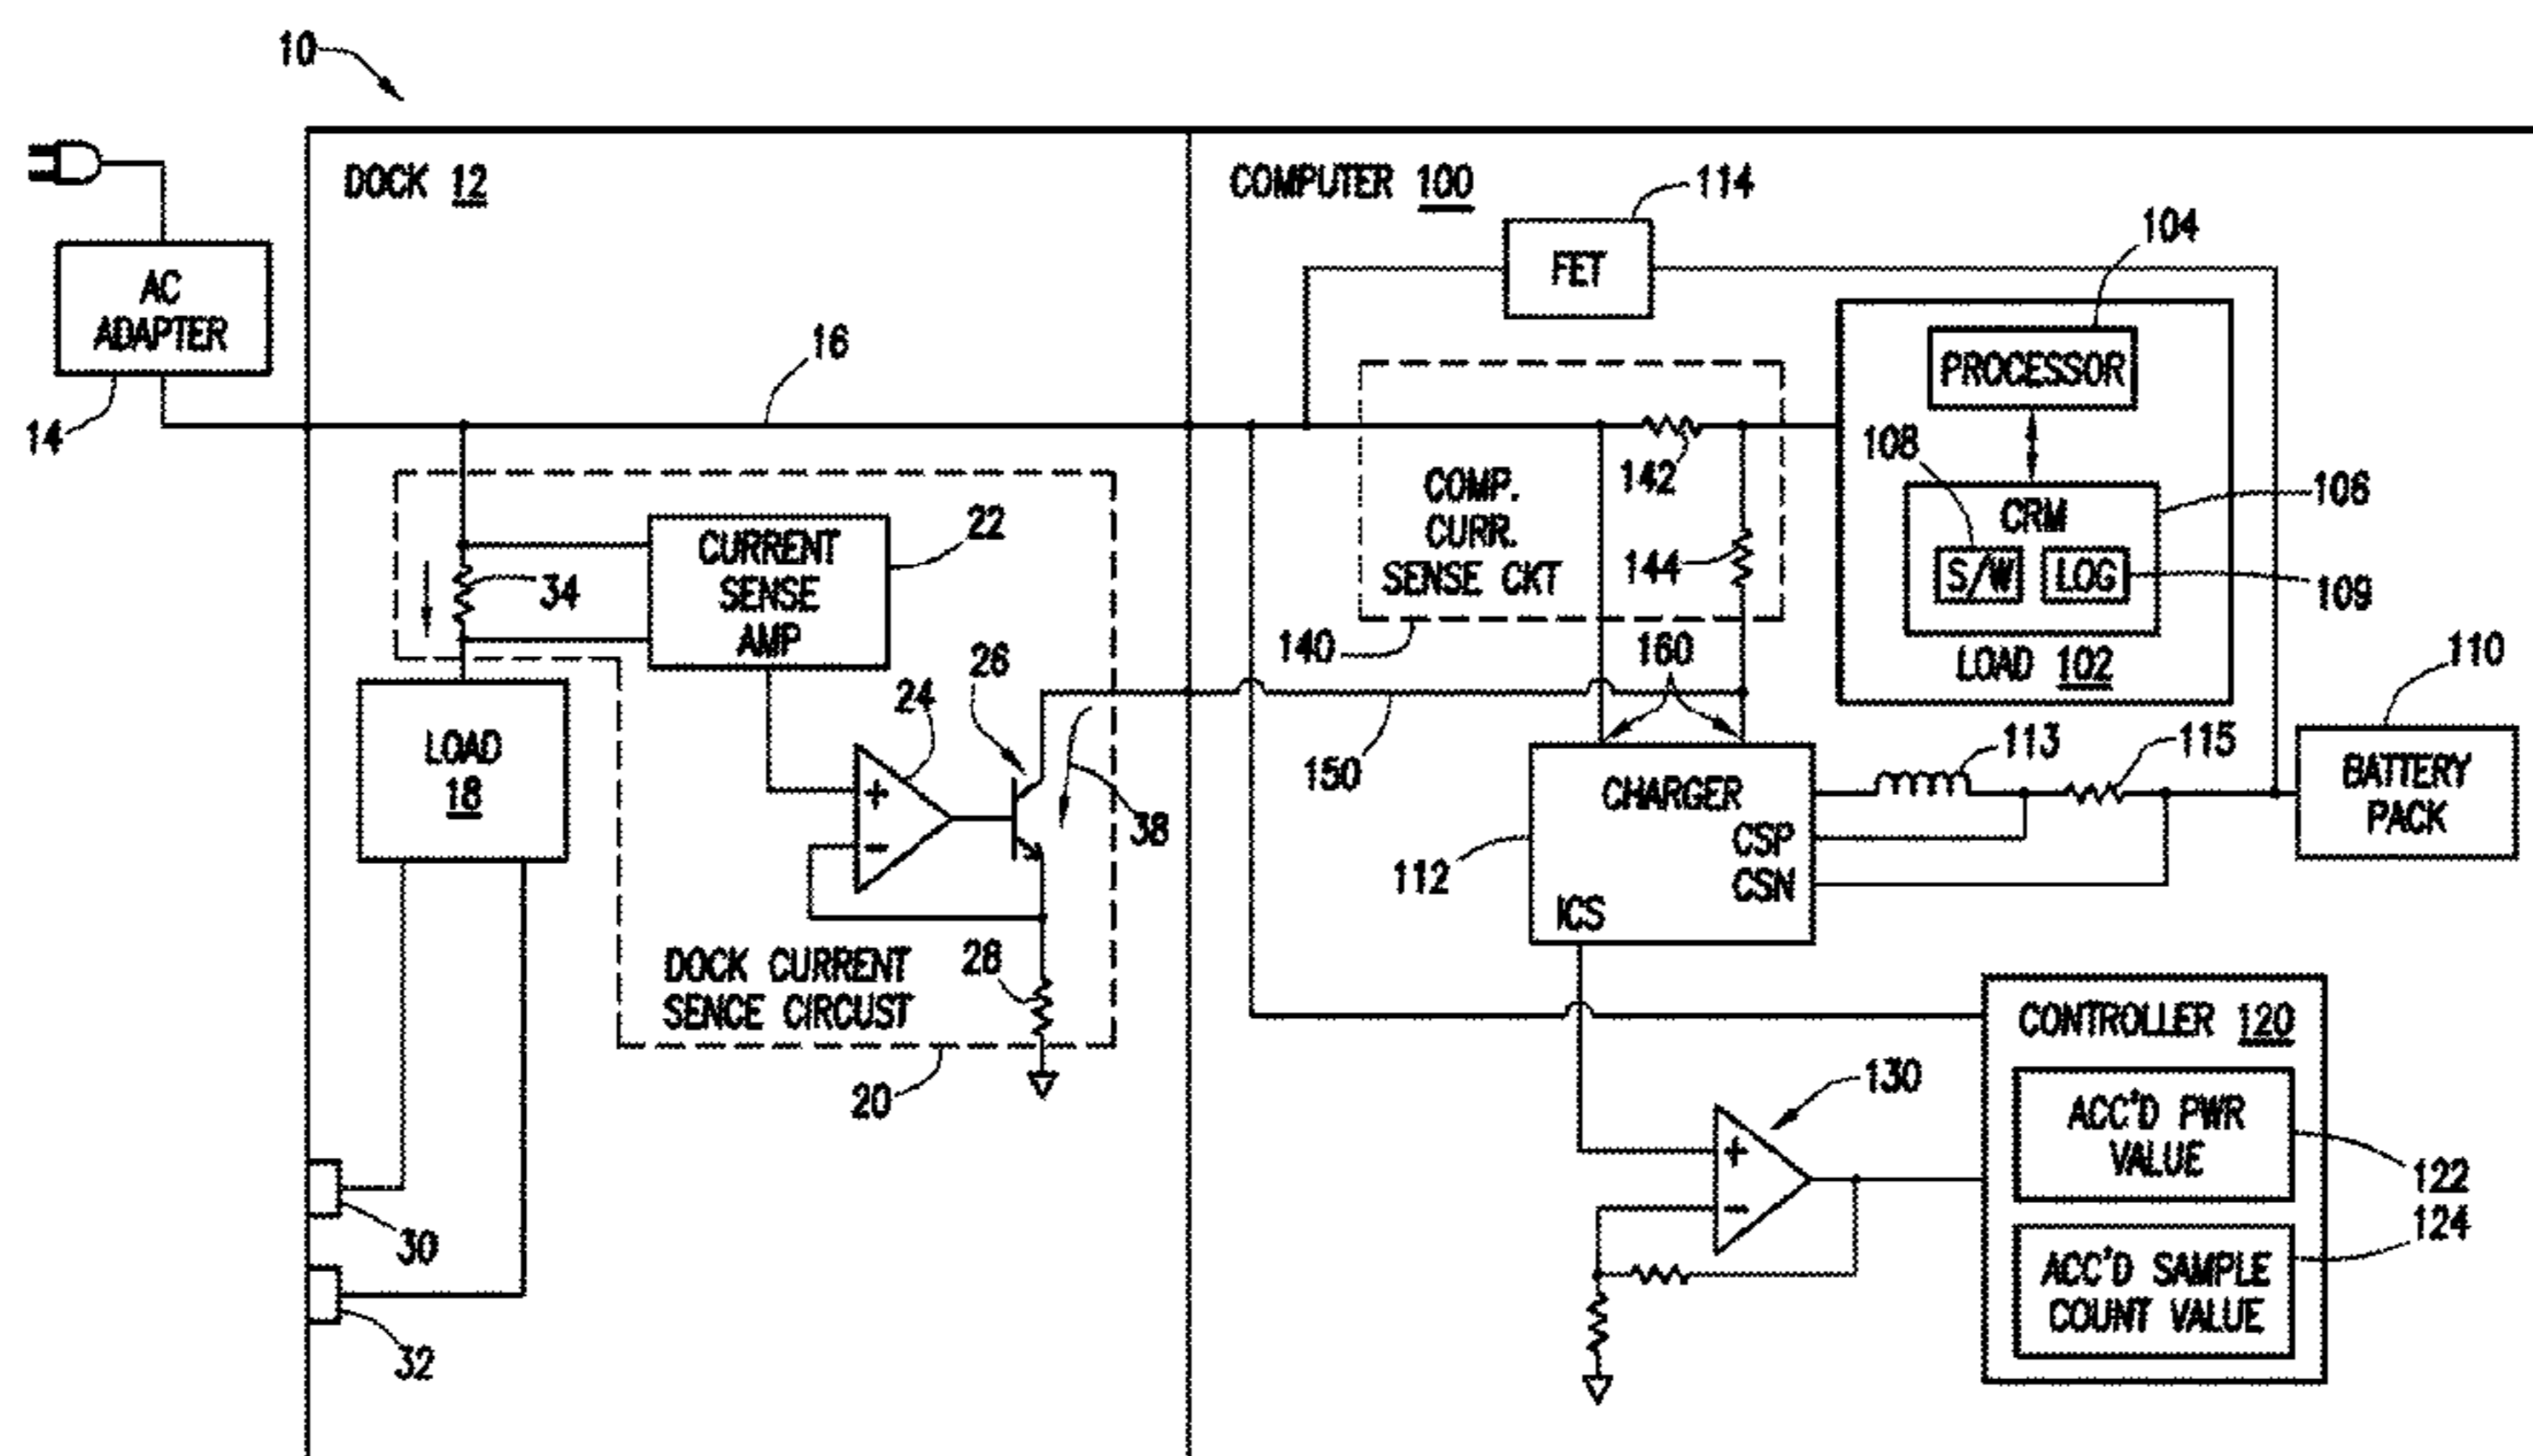 10
DOCK 12
COMPUTER 100
114
FET
104
AC
ADAPTER
14
16
PROCESSOR
108
106
CRM
S/W
LOG
109
LOAD 102
142
COMP.
CURR.
SENSE CKT
144
140
160
22
CURRENT
SENSE
AMP
34
26
24
+
-
38
150
LOAD
18
110
BATTERY
PACK
113
115
CHARGER
CSP
CSN
ICS
112
28
DOCK CURRENT
SENCE CIRCUST
20
CONTROLLER 120
ACC'D PWR
VALUE
122
124
ACC'D SAMPLE
COUNT VALUE
130
+
-
30
32